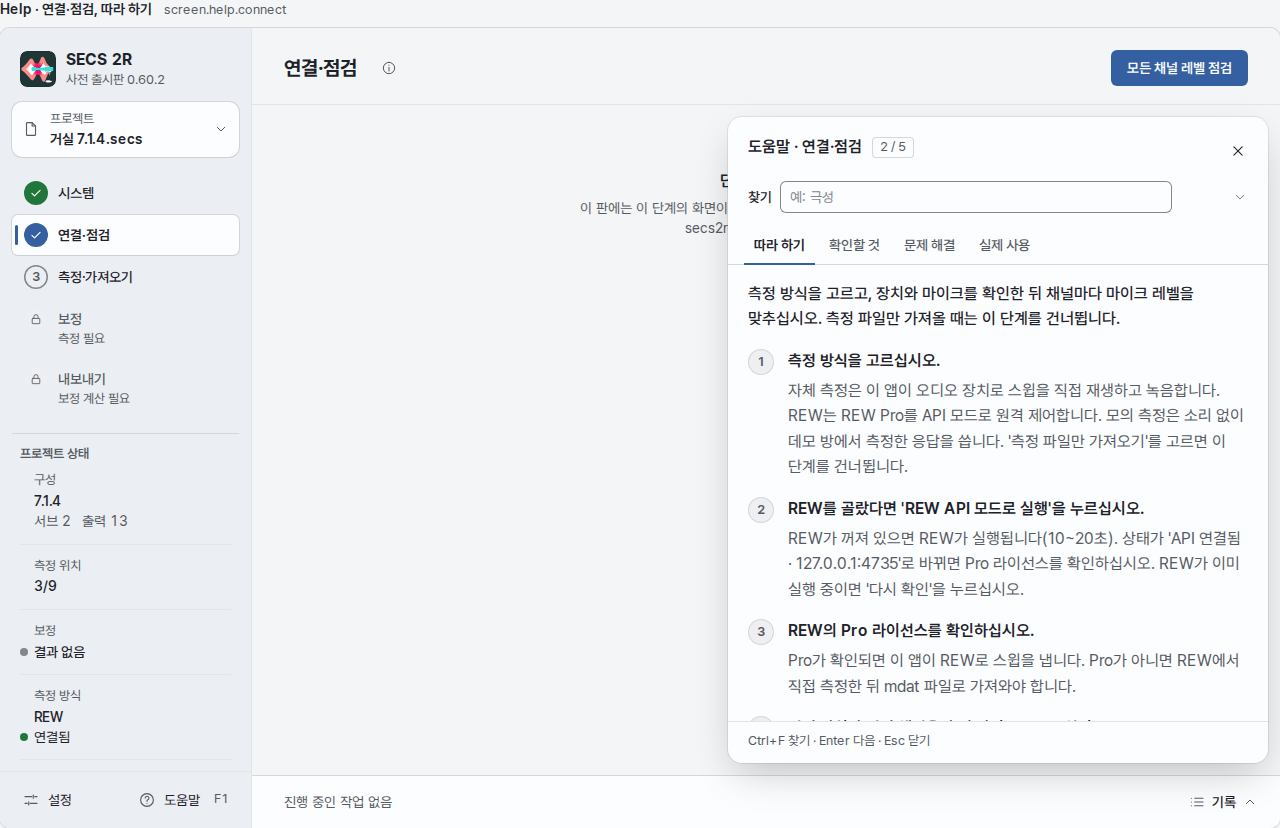 Help · 연결·점검, 따라 하기 screen.help.connect
SECS 2R
사전 출시판 0.60.2
프로젝트
거실 7.1.4.secs
시스템
연결·점검
3 측정·가져오기
보정
측정 필요
내보내기
보정 계산 필요
프로젝트 상태
구성
7.1.4
서브 2 출력 13
측정 위치
3/9
보정
결과 없음
측정 방식
REW
연결됨
설정
도움말 F1
연결·점검
모든 채널 레벨 점검
이 판에는 이 단계의 화면이
secs2r
도움말 · 연결·점검 2 / 5
찾기 예: 극성
따라 하기 확인할 것 문제 해결 실제 사용
측정 방식을 고르고, 장치와 마이크를 확인한 뒤 채널마다 마이크 레벨을
맞추십시오. 측정 파일만 가져올 때는 이 단계를 건너뜁니다.
1 측정 방식을 고르십시오.
자체 측정은 이 앱이 오디오 장치로 스윕을 직접 재생하고 녹음합니다.
REW는 REW Pro를 API 모드로 원격 제어합니다. 모의 측정은 소리 없이
데모 방에서 측정한 응답을 씁니다. '측정 파일만 가져오기'를 고르면 이
단계를 건너뜁니다.
2 REW를 골랐다면 'REW API 모드로 실행'을 누르십시오.
REW가 꺼져 있으면 REW가 실행됩니다(10~20초). 상태가 'API 연결됨
· 127.0.0.1:4735'로 바뀌면 Pro 라이선스를 확인하십시오. REW가 이미
실행 중이면 '다시 확인'을 누르십시오.
3 REW의 Pro 라이선스를 확인하십시오.
Pro가 확인되면 이 앱이 REW로 스윕을 냅니다. Pro가 아니면 REW에서
직접 측정한 뒤 mdat 파일로 가져와야 합니다.
Ctrl+F 찾기 · Enter 다음 · Esc 닫기
진행 중인 작업 없음
기록